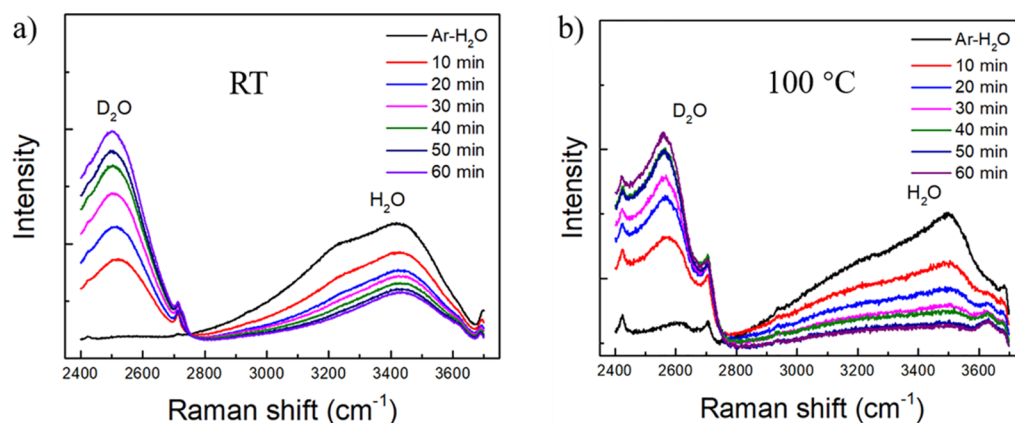 a)
RT
D₂O
H₂O
Ar-H₂O
10 min
20 min
30 min
40 min
50 min
60 min
Intensity
2400 2600 2800 3000 3200 3400 3600
Raman shift (cm⁻¹)
b)
100 °C
D₂O
H₂O
Ar-H₂O
10 min
20 min
30 min
40 min
50 min
60 min
Intensity
2400 2600 2800 3000 3200 3400 3600
Raman shift (cm⁻¹)